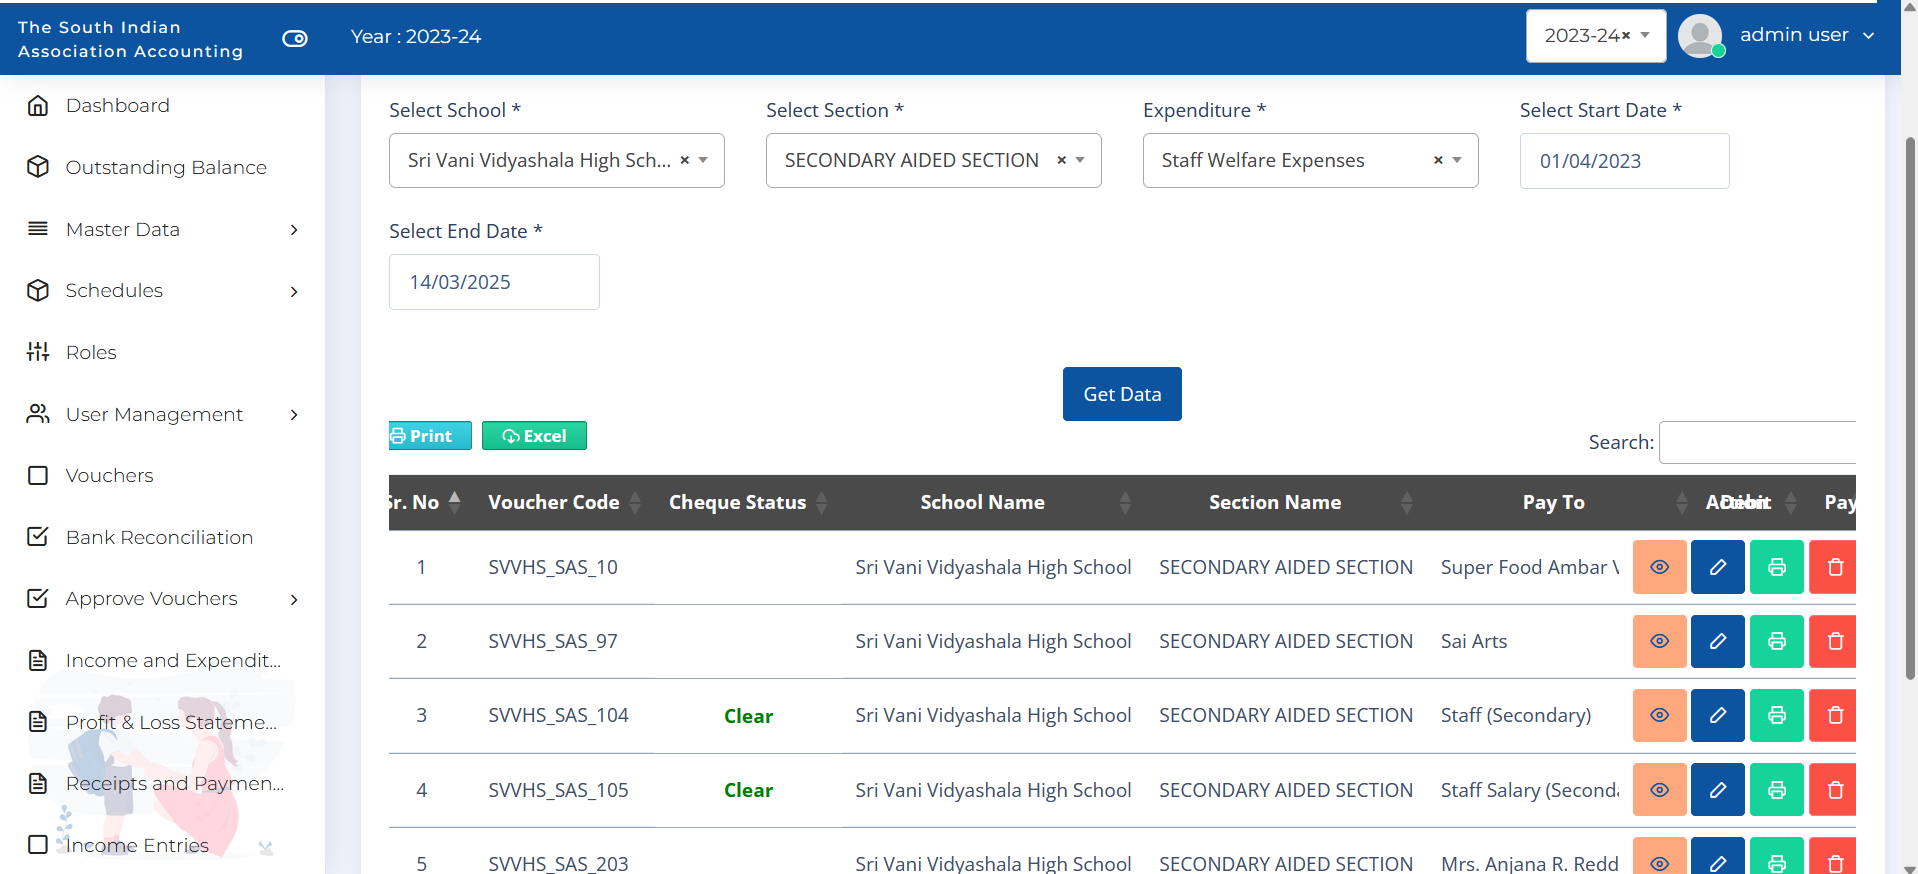 The South Indian
Association Accounting
Year : 2023-24
2023-24×
admin user
Dashboard
Outstanding Balance
Master Data
Schedules
Roles
User Management
Vouchers
Bank Reconciliation
Approve Vouchers
Income and Expendit...
Profit & Loss Stateme...
Receipts and Paymen...
Income Entries
Select School *
Select Section *
Expenditure *
Select Start Date *
Sri Vani Vidyashala High Sch... ×
SECONDARY AIDED SECTION ×
Staff Welfare Expenses ×
01/04/2023
Select End Date *
14/03/2025
Get Data
Print
Excel
Search:
Sr. No Voucher Code Cheque Status School Name Section Name Pay To Action Debit Pay
1 SVVHS_SAS_10 Sri Vani Vidyashala High School SECONDARY AIDED SECTION Super Food Ambar
2 SVVHS_SAS_97 Sri Vani Vidyashala High School SECONDARY AIDED SECTION Sai Arts
3 SVVHS_SAS_104 Clear Sri Vani Vidyashala High School SECONDARY AIDED SECTION Staff (Secondary)
4 SVVHS_SAS_105 Clear Sri Vani Vidyashala High School SECONDARY AIDED SECTION Staff Salary (Second
5 SVVHS_SAS_203 Sri Vani Vidyashala High School SECONDARY AIDED SECTION Mrs. Anjana R. Redd